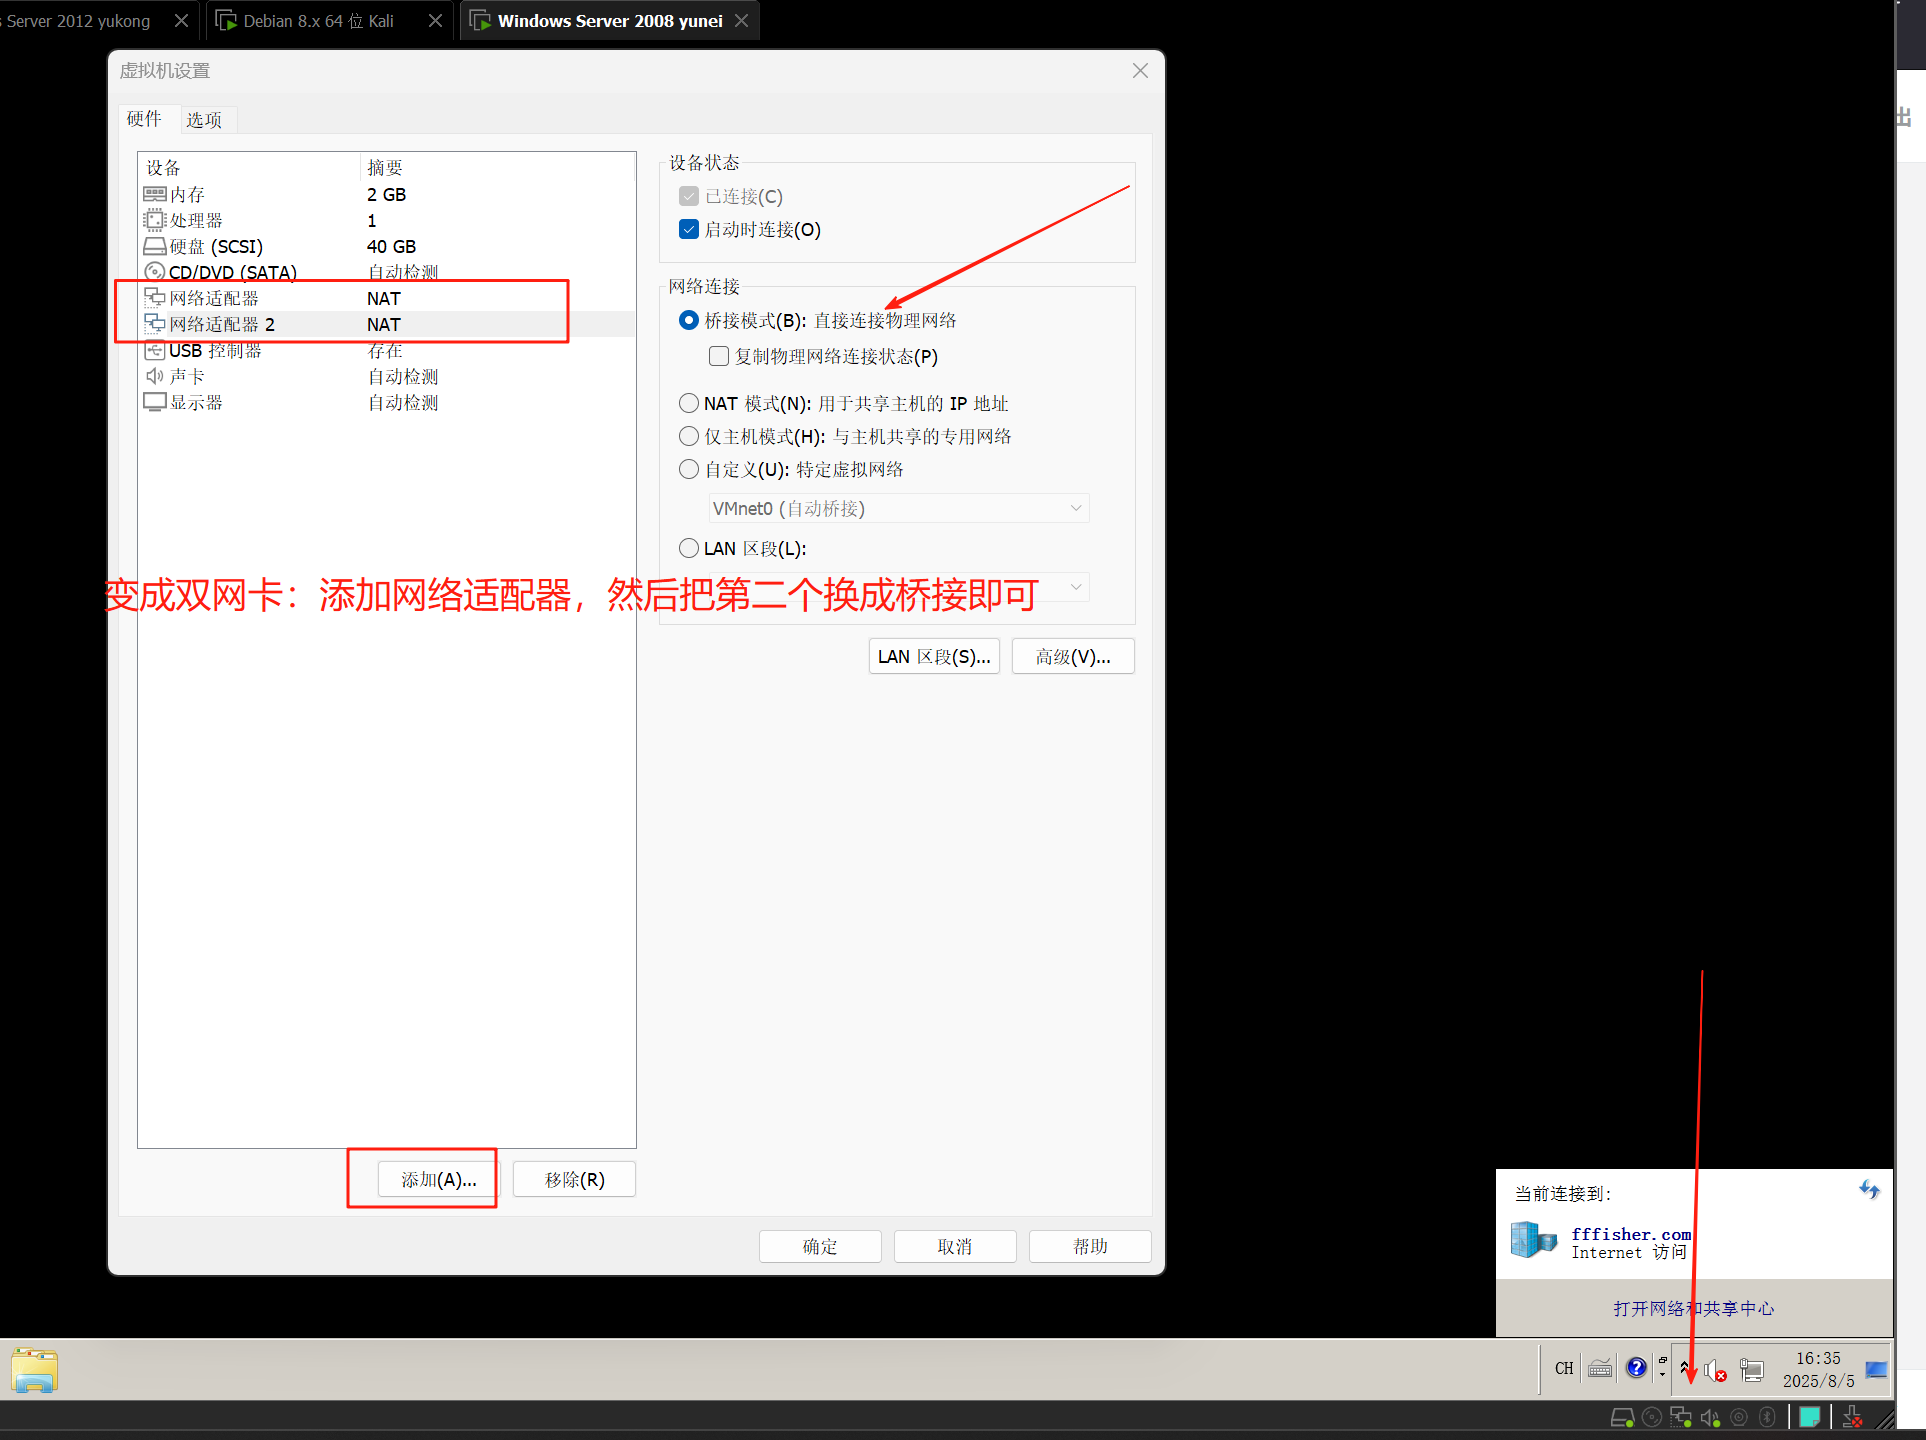 s Server 2012 yukong
Debian 8.x 64 位 Kali
Windows Server 2008 yunei
虚拟机设置
硬件
选项
设备 摘要
内存 2 GB
处理器 1
硬盘 (SCSI) 40 GB
CD/DVD (SATA) 自动检测
网络适配器 NAT
网络适配器 2 NAT
USB 控制器 存在
声卡 自动检测
显示器 自动检测
设备状态
已连接(C)
启动时连接(O)
网络连接
桥接模式(B): 直接连接物理网络
复制物理网络连接状态(P)
NAT 模式(N): 用于共享主机的 IP 地址
仅主机模式(H): 与主机共享的专用网络
自定义(U): 特定虚拟网络
VMnet0 (自动桥接)
LAN 区段(L):
变成双网卡：添加网络适配器，然后把第二个换成桥接即可
LAN 区段(S)...
高级(V)...
添加(A)...
移除(R)
确定
取消
帮助
当前连接到:
fffisher.com
Internet 访问
打开网络和共享中心
CH
16:35
2025/8/5
出